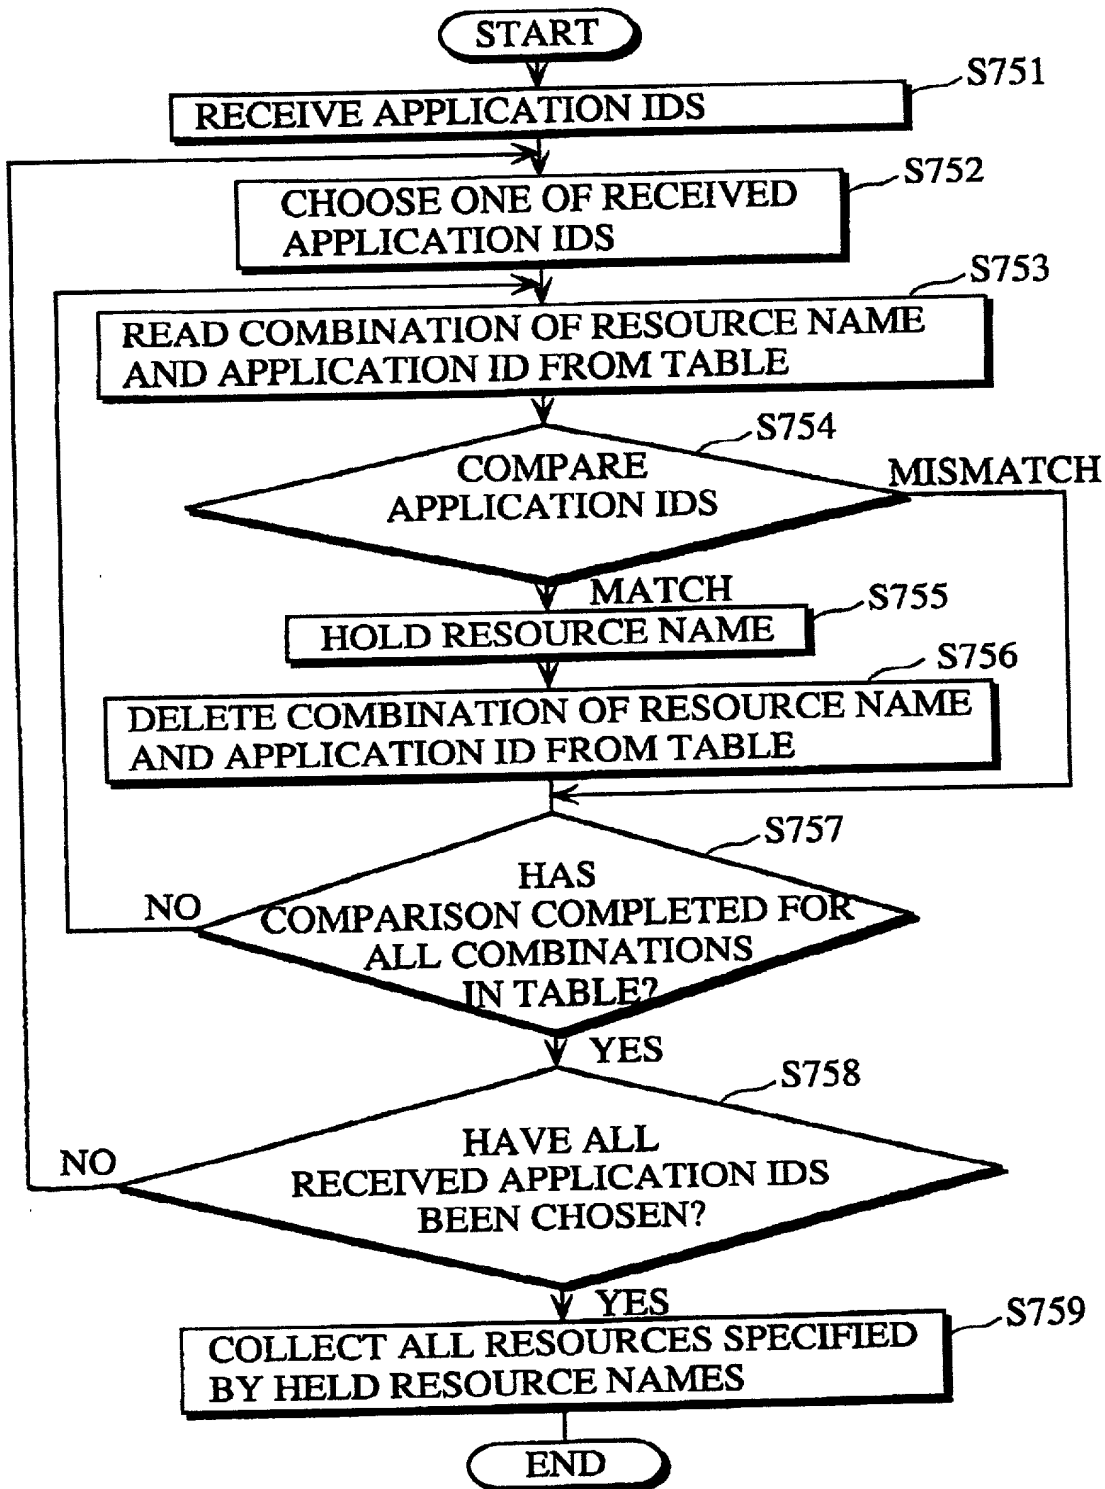 START
S751
RECEIVE APPLICATION IDS
S752
CHOOSE ONE OF RECEIVED
APPLICATION IDS
S753
READ COMBINATION OF RESOURCE NAME
AND APPLICATION ID FROM TABLE
S754
COMPARE
APPLICATION IDS
MISMATCH
MATCH
S755
HOLD RESOURCE NAME
S756
DELETE COMBINATION OF RESOURCE NAME
AND APPLICATION ID FROM TABLE
S757
HAS
COMPARISON COMPLETED FOR
ALL COMBINATIONS
IN TABLE?
NO
YES
S758
HAVE ALL
RECEIVED APPLICATION IDS
BEEN CHOSEN?
NO
YES
S759
COLLECT ALL RESOURCES SPECIFIED
BY HELD RESOURCE NAMES
END